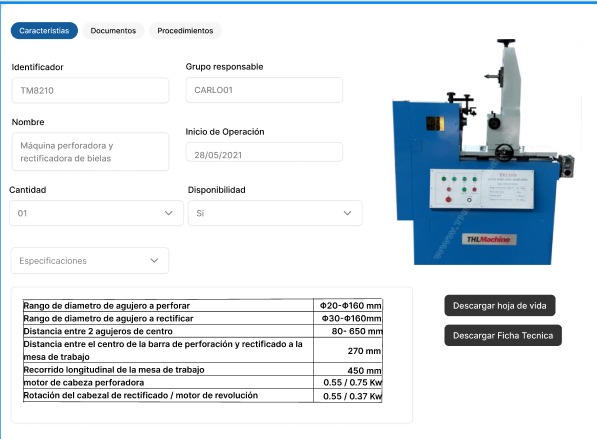 Caracteristias
Documentos
Procedimientos
Identificador
Grupo responsable
TM8210
CARLO01
Nombre
Inicio de Operación
Máquina perforadora y
rectificadora de bielas
28/05/2021
Cantidad
Disponibilidad
01
Si
Especificaciones
THLMachine
Rango de diametro de agujero a perforar Φ20-Φ160 mm
Rango de diametro de agujero a rectificar Φ30-Φ160mm
Distancia entre 2 agujeros de centro 80- 650 mm
Distancia entre el centro de la barra de perforación y rectificado a la
mesa de trabajo 270 mm
Recorrido longitudinal de la mesa de trabajo 450 mm
motor de cabeza perforadora 0.55 / 0.75 Kw
Rotación del cabezal de rectificado / motor de revolución 0.55 / 0.37 Kw
Descargar hoja de vida
Descargar Ficha Tecnica